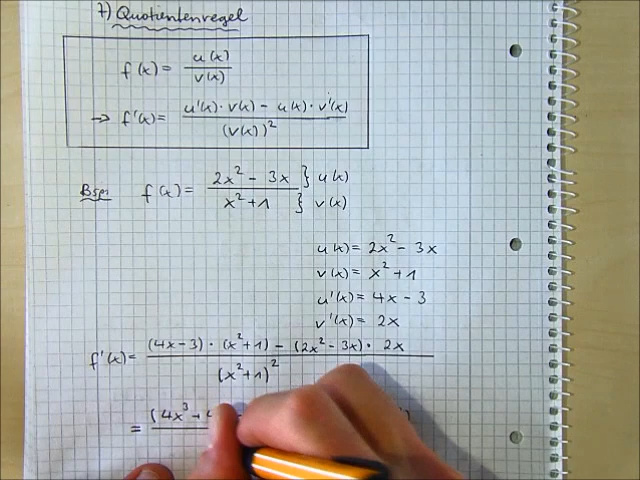 7) Quotientenregel
f(x) = u(x) / v(x)
→ f'(x) = u'(x) · v(x) − u(x) · v'(x) / (v(x))²
Bsp: f(x) = 2x² − 3x / x² + 1 } u(x) } v(x)
u(x) = 2x² − 3x
v(x) = x² + 1
u'(x) = 4x − 3
v'(x) = 2x
f'(x) = (4x − 3) · (x² + 1) − (2x² − 3x) · 2x / (x² + 1)²
= (4x³ +